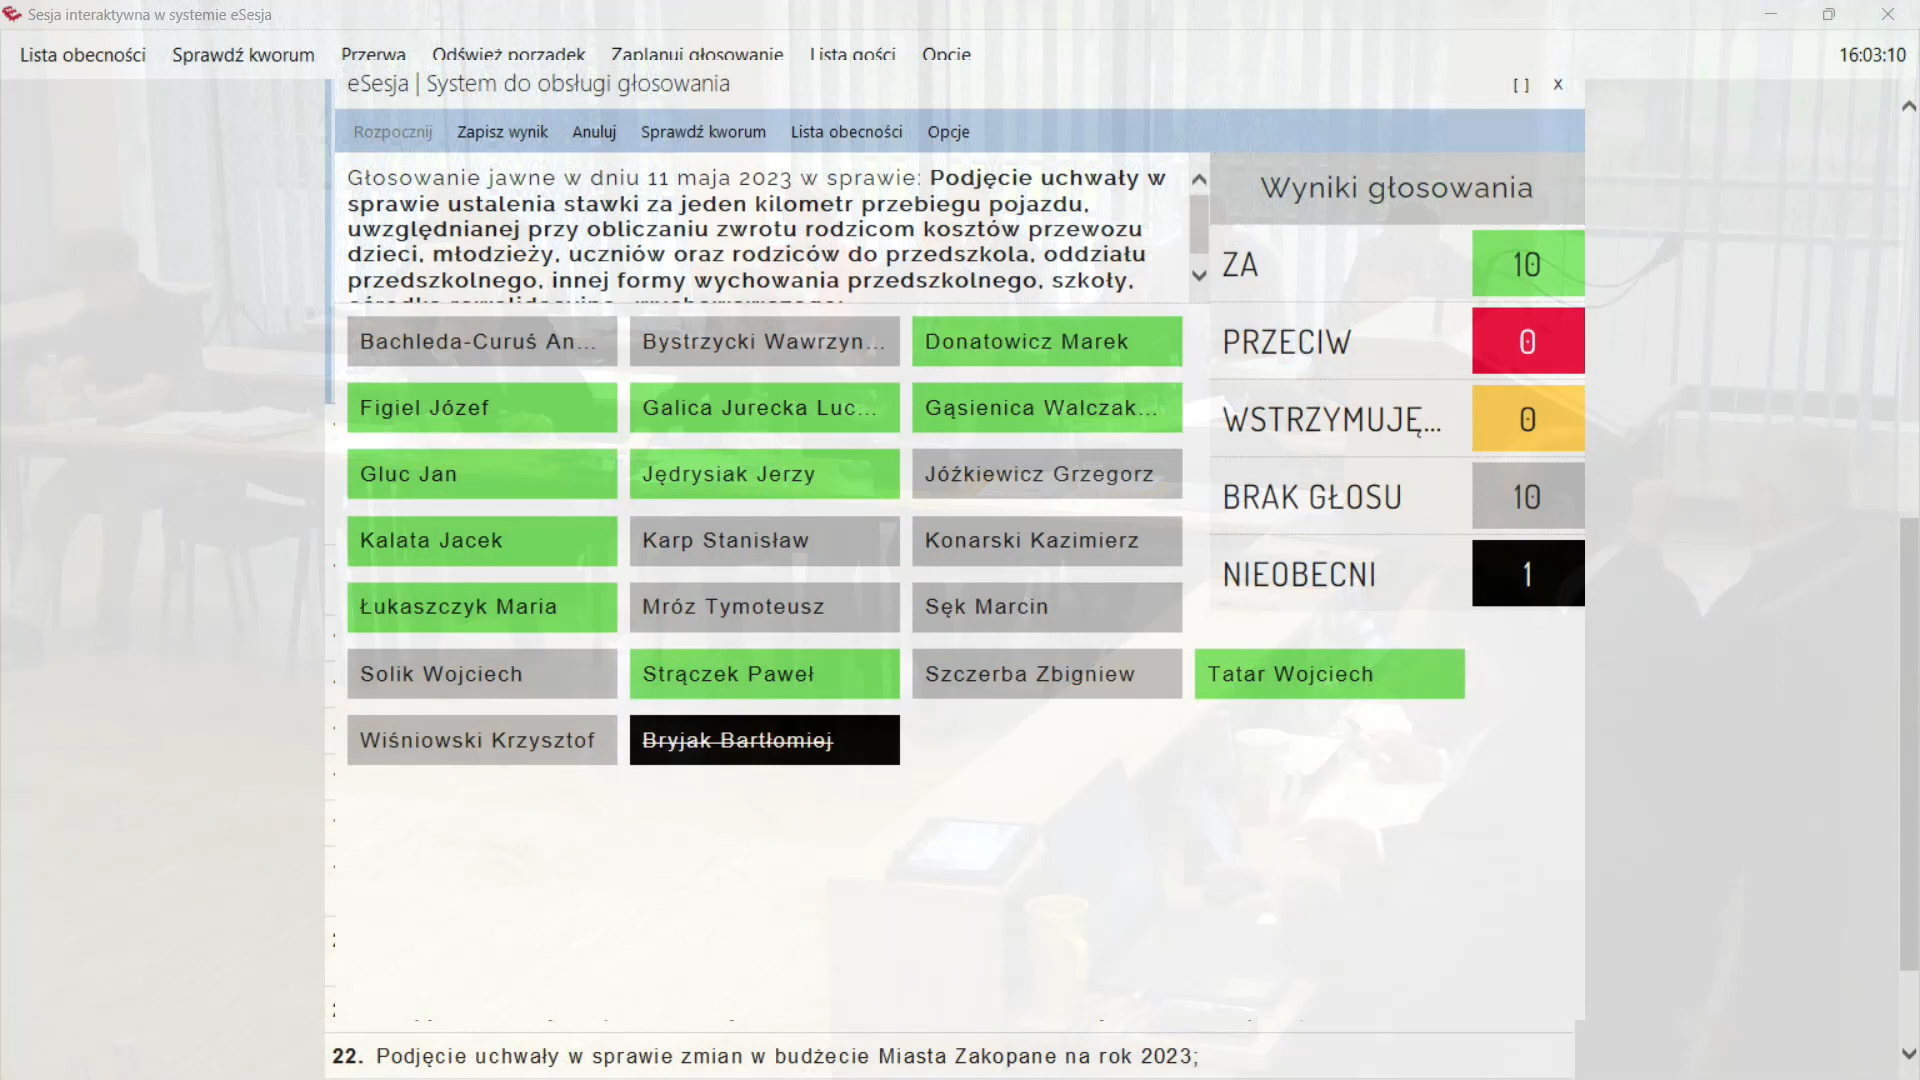 Sesja interaktywna w systemie eSesja
Lista obecności Sprawdź kworum Przerwa Odśwież porządek Zaplanuj głosowanie Lista gości Opcje 16:03:10
eSesja | System do obsługi głosowania [ ] x
Rozpocznij Zapisz wynik Anuluj Sprawdź kworum Lista obecności Opcje
Głosowanie jawne w dniu 11 maja 2023 w sprawie: Podjęcie uchwały w
sprawie ustalenia stawki za jeden kilometr przebiegu pojazdu,
uwzględnianej przy obliczaniu zwrotu rodzicom kosztów przewozu
dzieci, młodzieży, uczniów oraz rodziców do przedszkola, oddziału
przedszkolnego, innej formy wychowania przedszkolnego, szkoły,
Wyniki głosowania
ZA 10
PRZECIW 0
WSTRZYMUJĘ... 0
BRAK GŁOSU 10
NIEOBECNI 1
Bachleda-Curuś An... Bystrzycki Wawrzyn... Donatowicz Marek
Figiel Józef Galica Jurecka Luc... Gąsienica Walczak...
Gluc Jan Jędrysiak Jerzy Jóźkiewicz Grzegorz
Kalata Jacek Karp Stanisław Konarski Kazimierz
Łukaszczyk Maria Mróz Tymoteusz Sęk Marcin
Solik Wojciech Strączek Paweł Szczerba Zbigniew Tatar Wojciech
Wiśniowski Krzysztof Bryjak Bartłomiej
22. Podjęcie uchwały w sprawie zmian w budżecie Miasta Zakopane na rok 2023;